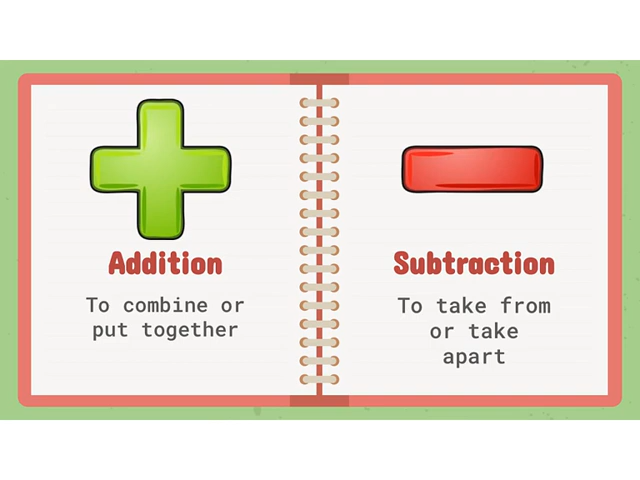 Addition
To combine or
put together
Subtraction
To take from
or take
apart